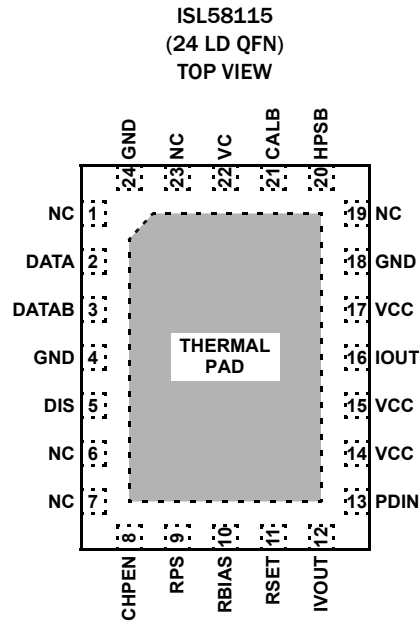 ISL58115
(24 LD QFN)
TOP VIEW
GND
NC
VC
CALB
HPSB
24
23
22
21
20
NC 1
19 NC
DATA 2
18 GND
DATAB 3
17 VCC
GND 4
THERMAL
PAD
16 IOUT
DIS 5
15 VCC
NC 6
14 VCC
NC 7
13 PDIN
8
9
10
11
12
CHPEN
RPS
RBIAS
RSET
IVOUT